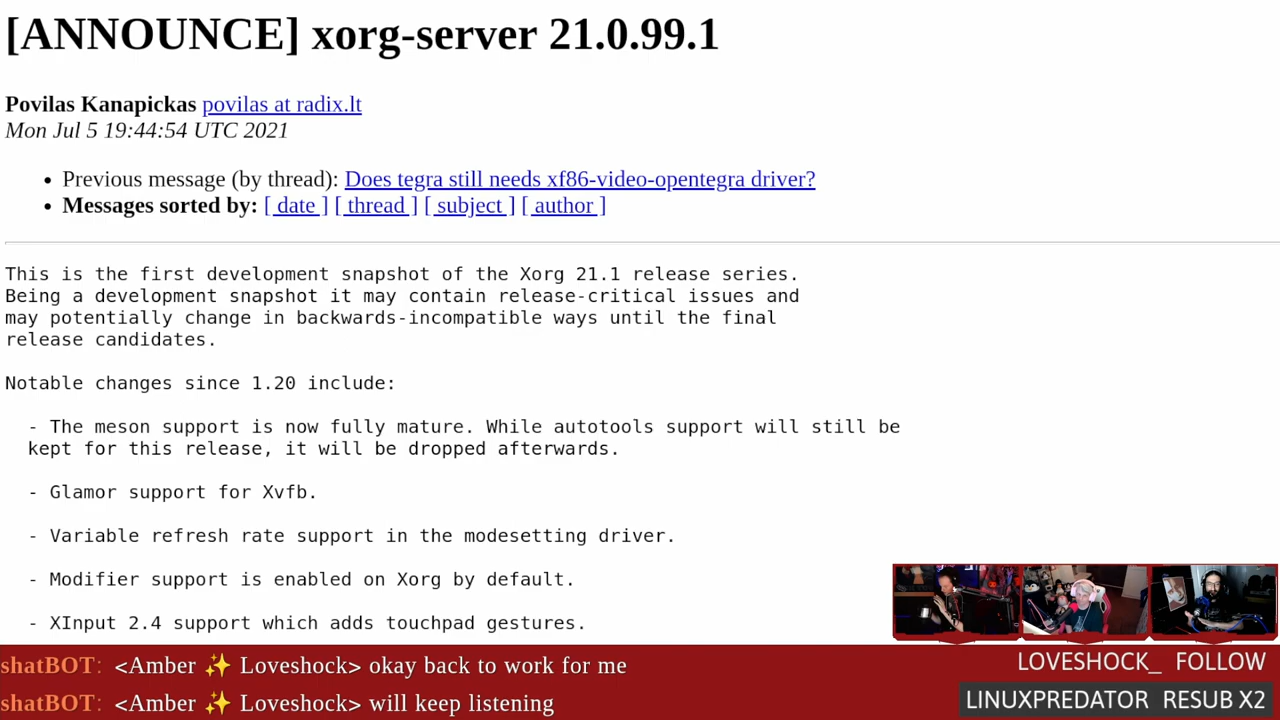 [ANNOUNCE] xorg-server 21.0.99.1
Povilas Kanapickas povilas at radix.lt
Mon Jul 5 19:44:54 UTC 2021
• Previous message (by thread): Does tegra still needs xf86-video-opentegra driver?
• Messages sorted by: [ date ] [ thread ] [ subject ] [ author ]
This is the first development snapshot of the Xorg 21.1 release series.
Being a development snapshot it may contain release-critical issues and
may potentially change in backwards-incompatible ways until the final
release candidates.
Notable changes since 1.20 include:
- The meson support is now fully mature. While autotools support will still be
kept for this release, it will be dropped afterwards.
- Glamor support for Xvfb.
- Variable refresh rate support in the modesetting driver.
- Modifier support is enabled on Xorg by default.
- XInput 2.4 support which adds touchpad gestures.
shatBOT: <Amber ✨ Loveshock> okay back to work for me
shatBOT: <Amber ✨ Loveshock> will keep listening
LOVESHOCK_ FOLLOW
LINUXPREDATOR RESUB X2